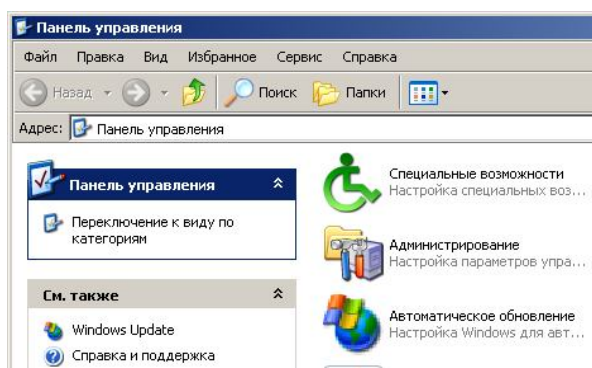 Панель управления
Файл Правка Вид Избранное Сервис Справка
Назад Поиск Папки
Адрес: Панель управления
Панель управления
Переключение к виду по
категориям
См. также
Windows Update
Справка и поддержка
Специальные возможности
Настройка специальных воз...
Администрирование
Настройка параметров упра...
Автоматическое обновление
Настройка Windows для авт...